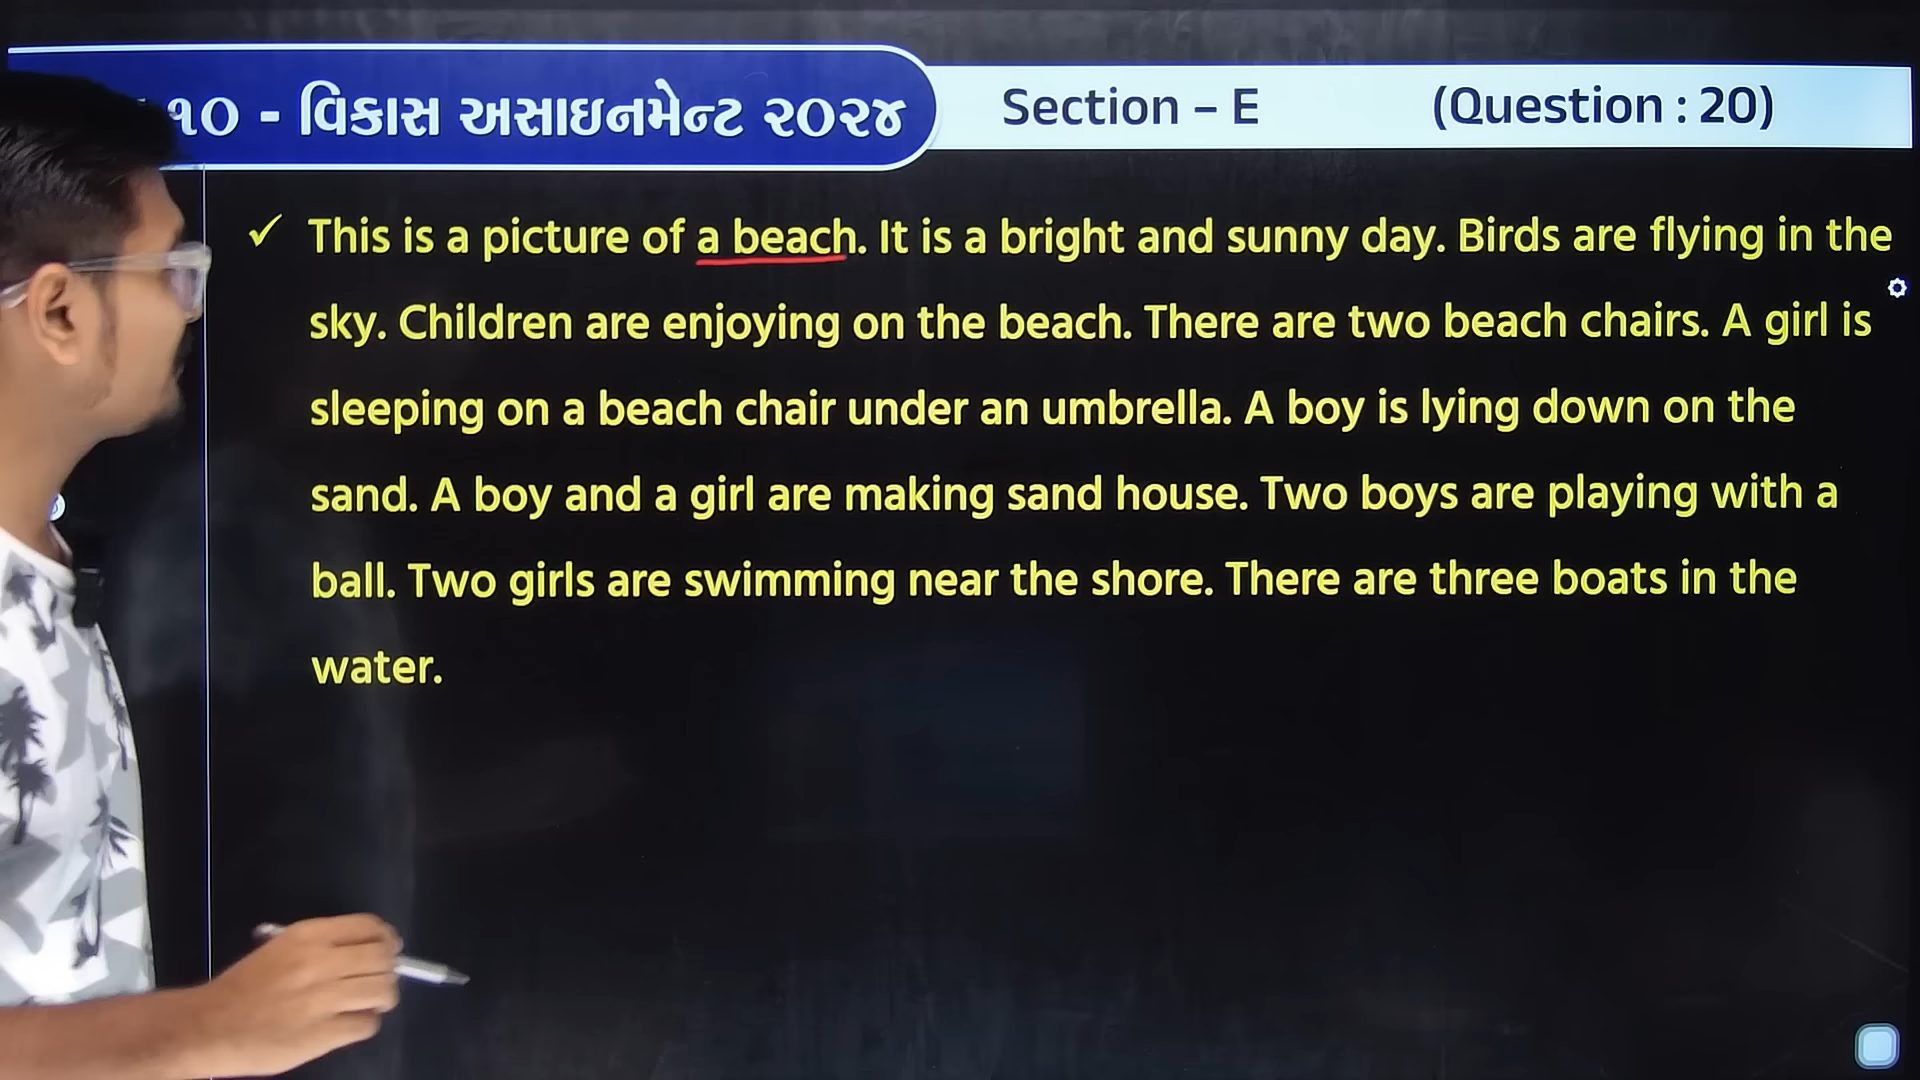 ૧૦ - વિકાસ અસાઇનમેન્ટ ૨૦૨૪
Section – E
(Question : 20)
✓ This is a picture of a beach. It is a bright and sunny day. Birds are flying in the
sky. Children are enjoying on the beach. There are two beach chairs. A girl is
sleeping on a beach chair under an umbrella. A boy is lying down on the
sand. A boy and a girl are making sand house. Two boys are playing with a
ball. Two girls are swimming near the shore. There are three boats in the
water.